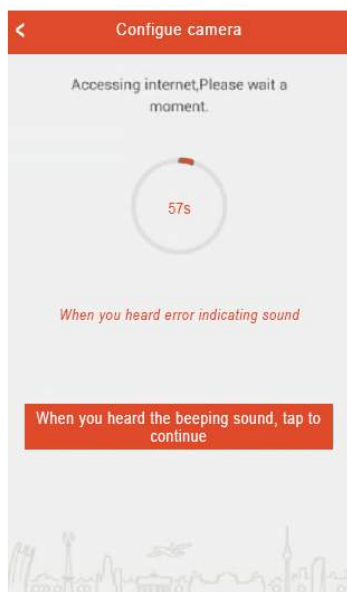 Configue camera
Accessing internet,Please wait a
moment.
57s
When you heard error indicating sound
When you heard the beeping sound, tap to
continue